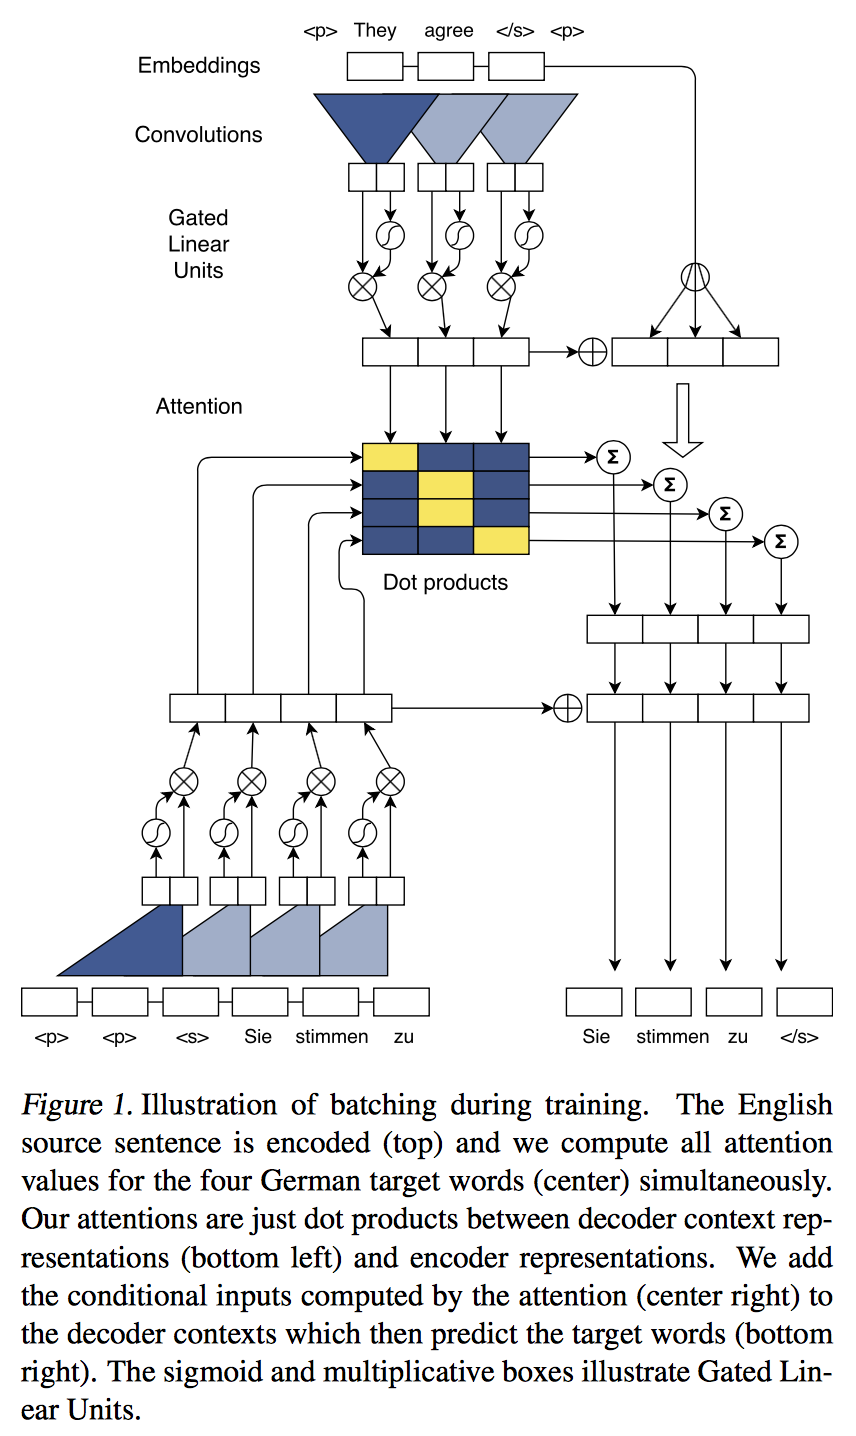 <p> They agree </s> <p>
Embeddings
Convolutions
Gated
Linear
Units
Attention
Σ
Σ
Σ
Σ
Dot products
<p> <p> <s> Sie stimmen zu
Sie stimmen zu </s>
Figure 1. Illustration of batching during training. The English
source sentence is encoded (top) and we compute all attention
values for the four German target words (center) simultaneously.
Our attentions are just dot products between decoder context rep-
resentations (bottom left) and encoder representations. We add
the conditional inputs computed by the attention (center right) to
the decoder contexts which then predict the target words (bottom
right). The sigmoid and multiplicative boxes illustrate Gated Lin-
ear Units.